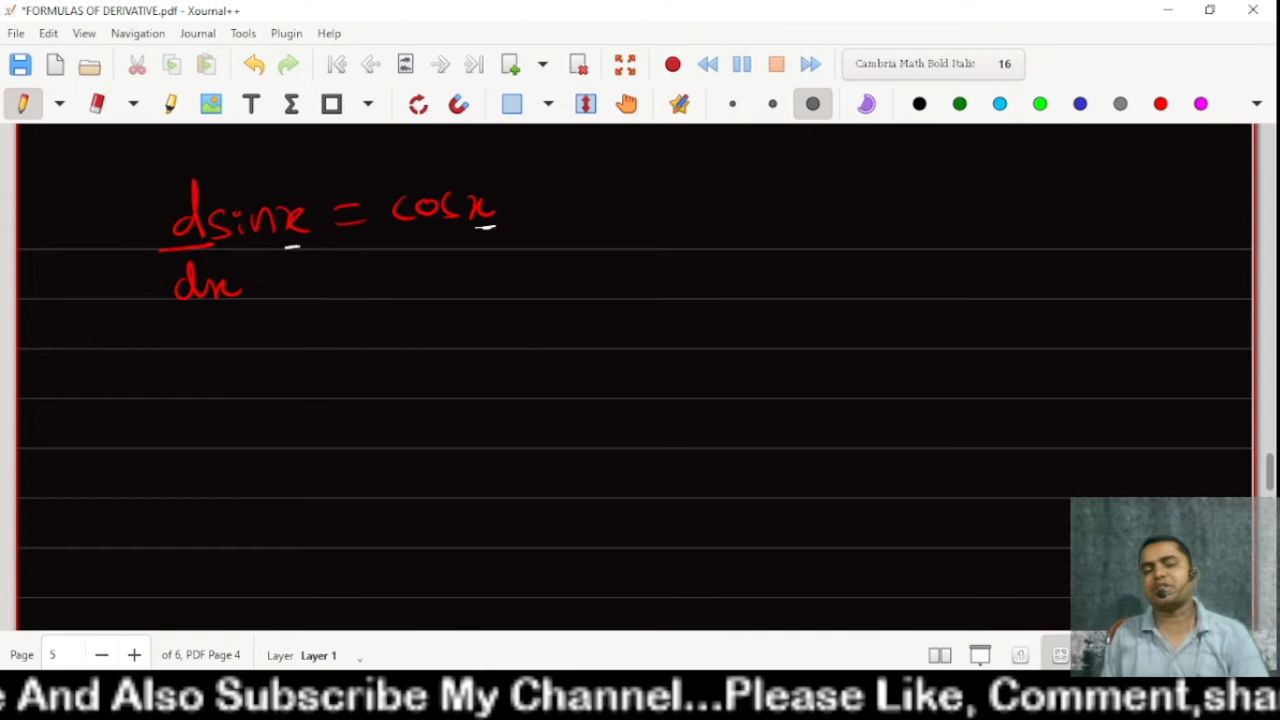 *FORMULAS OF DERIVATIVE.pdf - Xournal++
File Edit View Navigation Journal Tools Plugin Help
Cambria Math Bold Italic 16
d sinx = cosx
dx
Page 5 of 6, PDF Page 4 Layer Layer 1
e And Also Subscribe My Channel...Please Like, Comment,sha